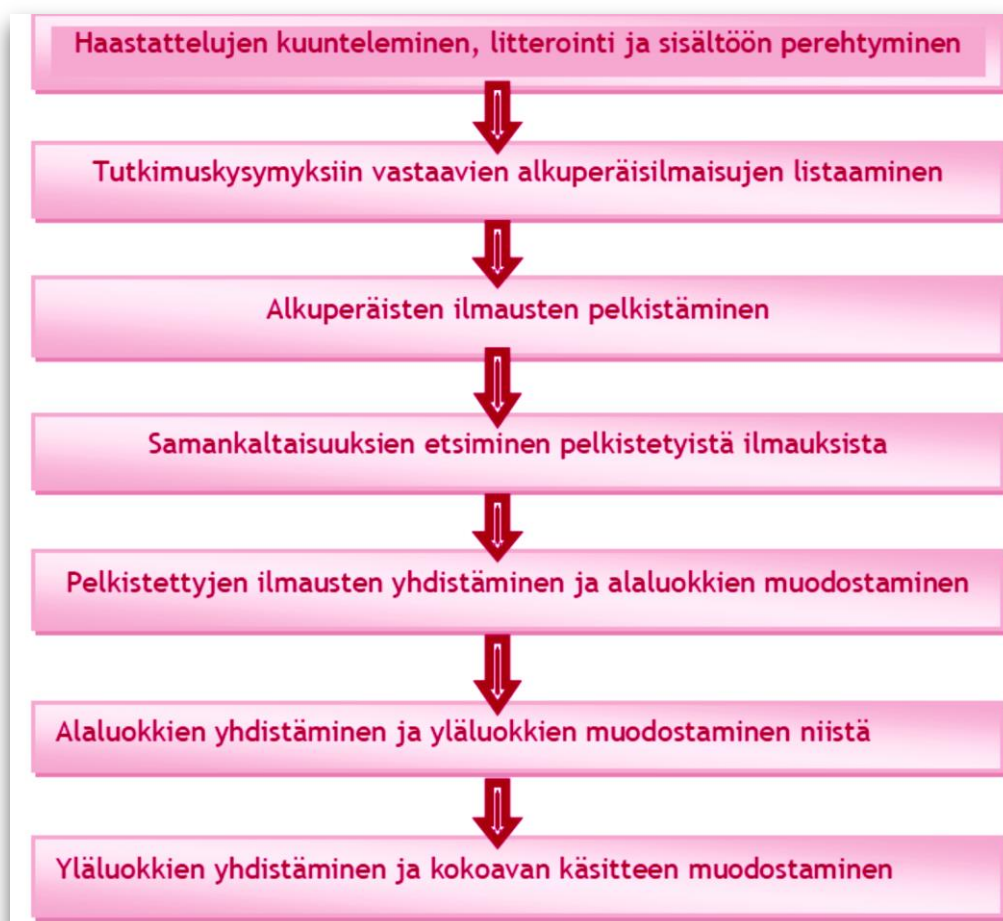 Haastattelujen kuunteleminen, litterointi ja sisältöön perehtyminen
Tutkimuskysymyksiin vastaavien alkuperäisilmaisujen listaaminen
Alkuperäisten ilmausten pelkistäminen
Samankaltaisuuksien etsiminen pelkistetyistä ilmauksista
Pelkistettyjen ilmausten yhdistäminen ja alaluokkien muodostaminen
Alaluokkien yhdistäminen ja yläluokkien muodostaminen niistä
Yläluokkien yhdistäminen ja kokoavan käsitteen muodostaminen